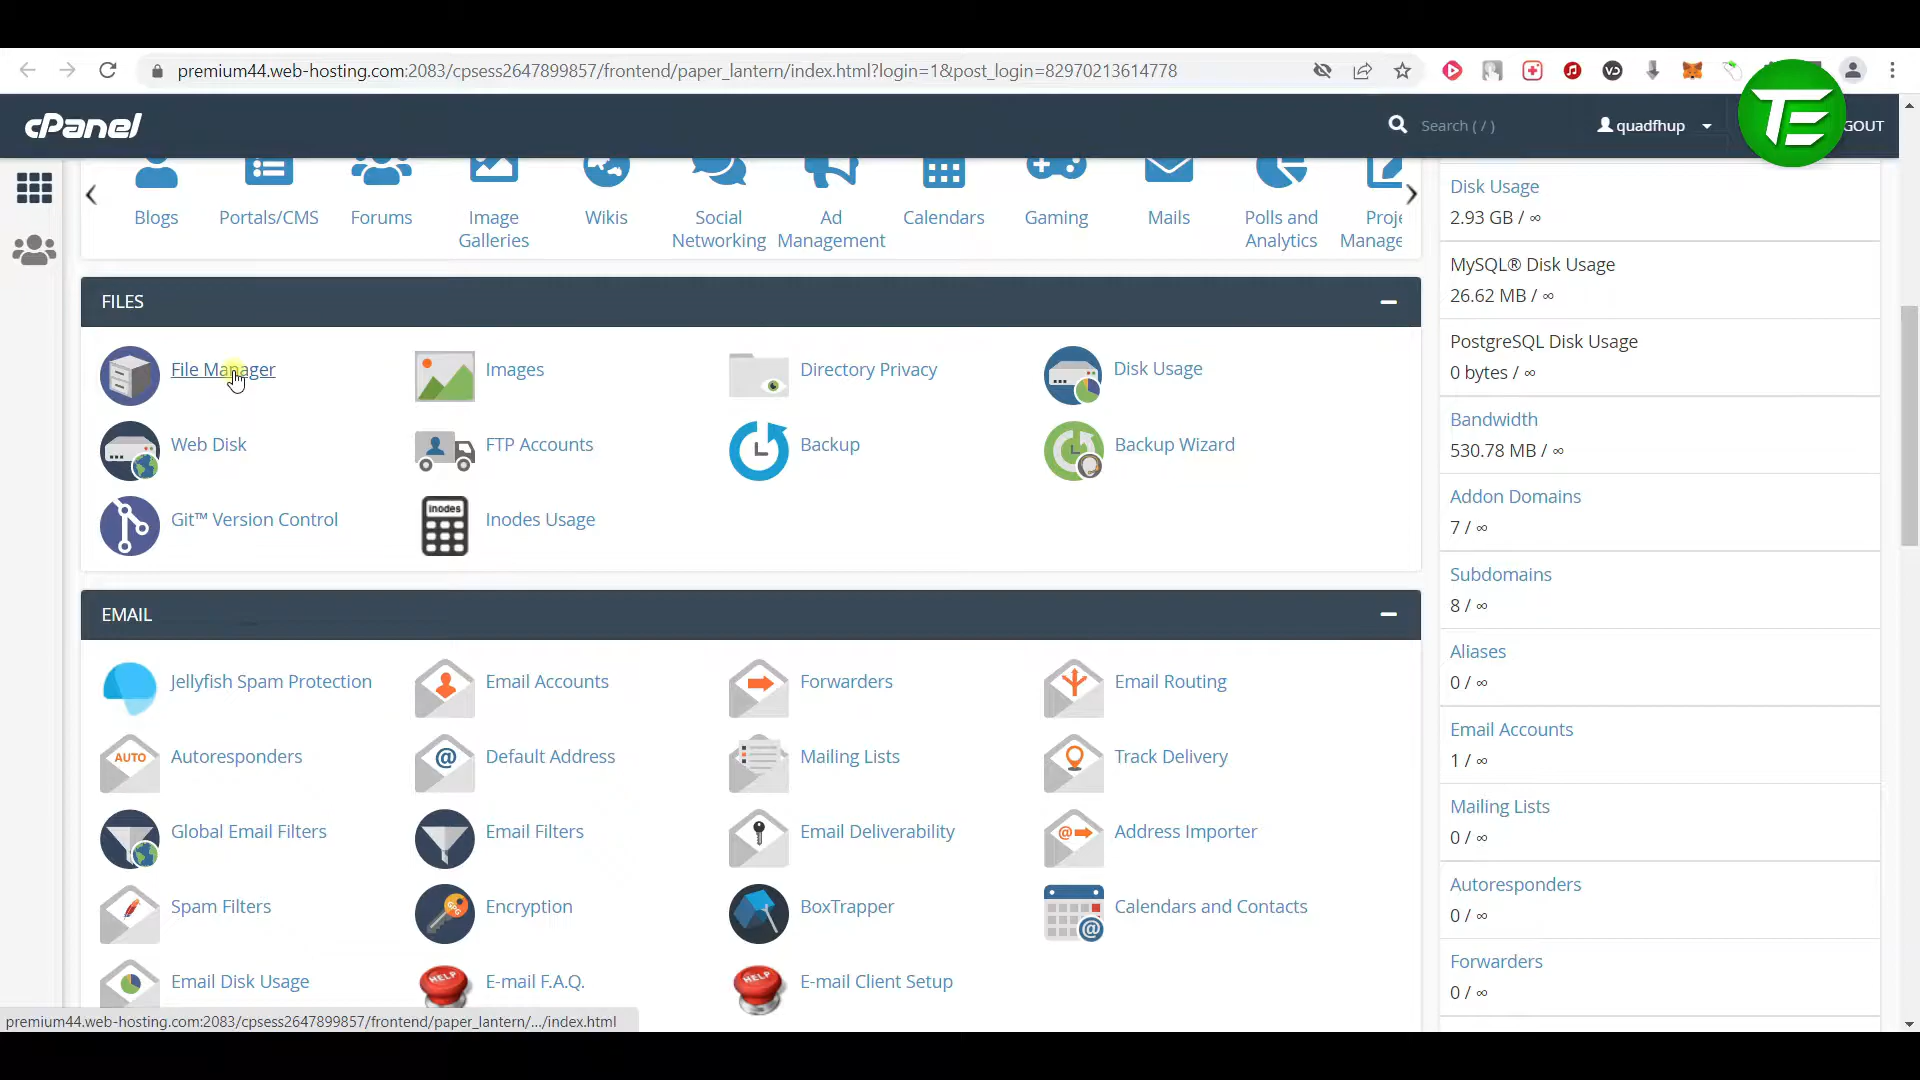 premium44.web-hosting.com:2083/cpsess2647899857/frontend/paper_lantern/index.html?login=1&post_login=82970213614778
cPanel
Search ( / )
quadfhup
GOUT
TE
Blogs
Portals/CMS
Forums
Image
Galleries
Wikis
Social
Networking
Ad
Management
Calendars
Gaming
Mails
Polls and
Analytics
Proje
Manage
FILES
File Manager
Images
Directory Privacy
Disk Usage
Web Disk
FTP Accounts
Backup
Backup Wizard
Git™ Version Control
inodes
Inodes Usage
EMAIL
Jellyfish Spam Protection
Email Accounts
Forwarders
Email Routing
AUTO
Autoresponders
@
Default Address
Mailing Lists
Track Delivery
Global Email Filters
Email Filters
Email Deliverability
@
Address Importer
Spam Filters
GPG
Encryption
BoxTrapper
@
Calendars and Contacts
Email Disk Usage
HELP
E-mail F.A.Q.
HELP
E-mail Client Setup
Disk Usage
2.93 GB / ∞
MySQL® Disk Usage
26.62 MB / ∞
PostgreSQL Disk Usage
0 bytes / ∞
Bandwidth
530.78 MB / ∞
Addon Domains
7 / ∞
Subdomains
8 / ∞
Aliases
0 / ∞
Email Accounts
1 / ∞
Mailing Lists
0 / ∞
Autoresponders
0 / ∞
Forwarders
0 / ∞
premium44.web-hosting.com:2083/cpsess2647899857/frontend/paper_lantern/.../index.html